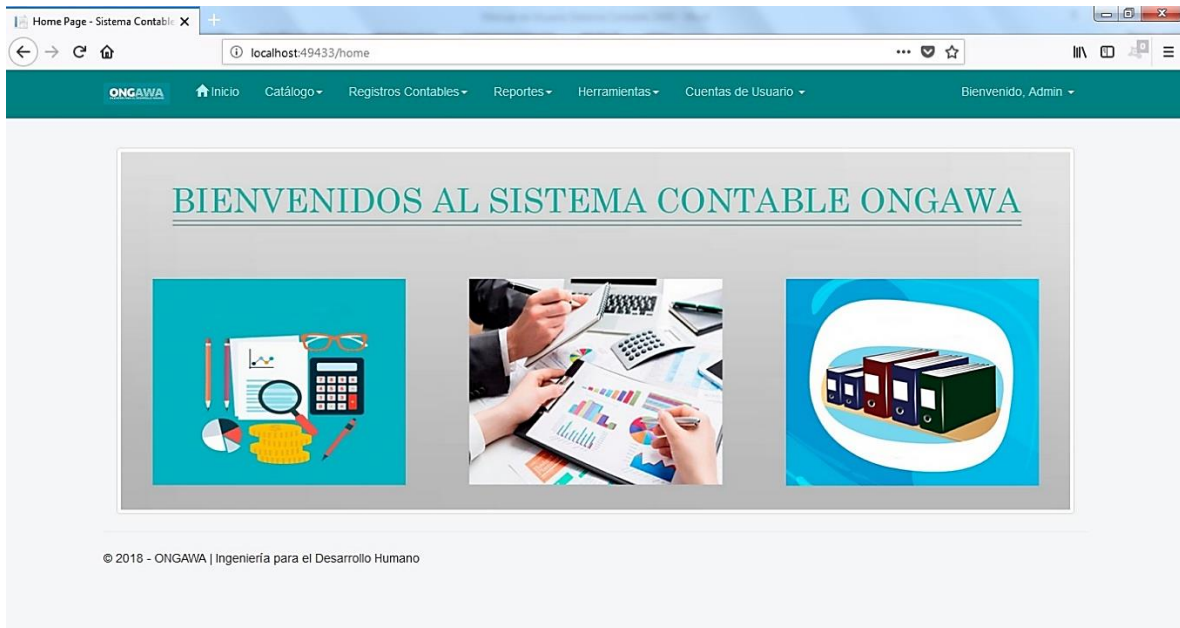 Home Page - Sistema Contable
localhost:49433/home
ONGAWA
Inicio
Catálogo
Registros Contables
Reportes
Herramientas
Cuentas de Usuario
Bienvenido, Admin
BIENVENIDOS AL SISTEMA CONTABLE ONGAWA
© 2018 - ONGAWA | Ingeniería para el Desarrollo Humano